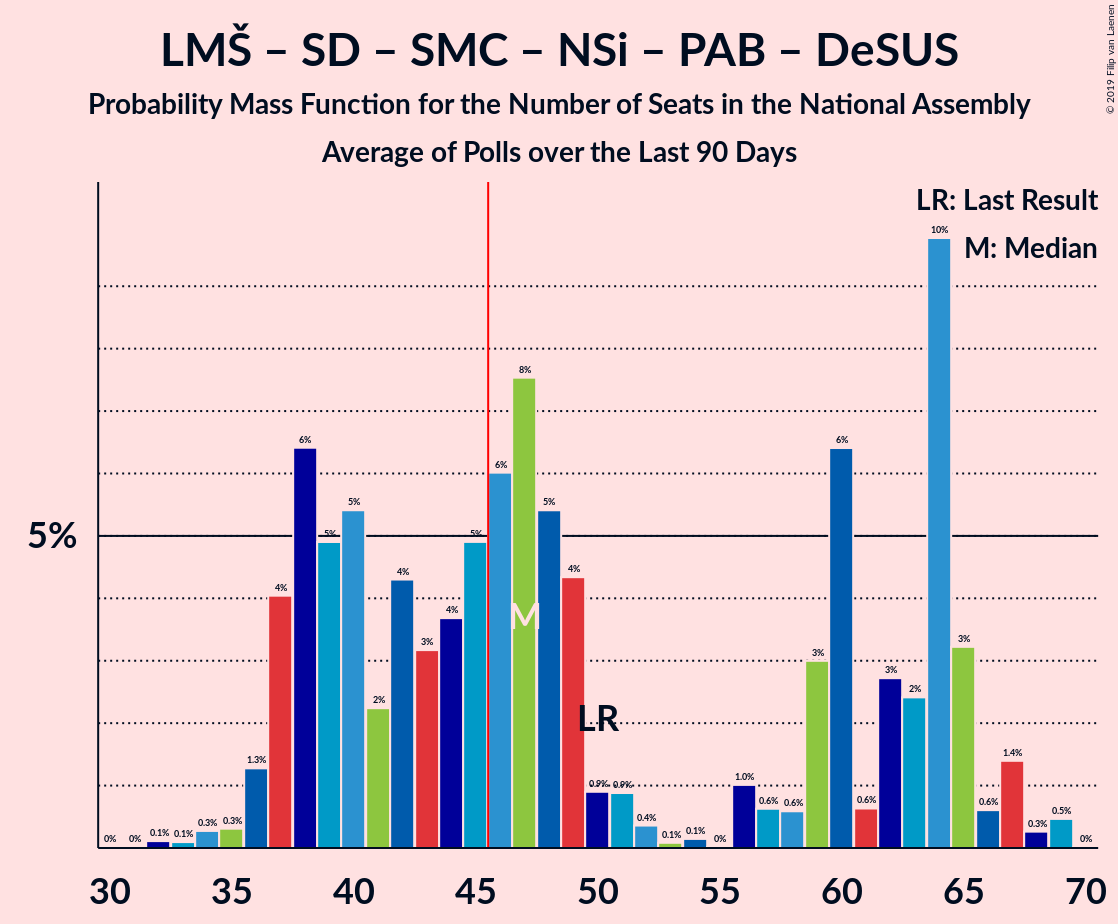 LMŠ – SD – SMC – NSi – PAB – DeSUS
Probability Mass Function for the Number of Seats in the National Assembly
Average of Polls over the Last 90 Days
© 2019 Filip van Laenen
LR: Last Result
M: Median
5%
0% 0% 0.1% 0.1% 0.3% 0.3% 1.3% 4% 6% 5% 5% 2% 4% 3% 4% 5% 6% 8% 5% 4% 0.9% 0.9% 0.4% 0.1% 0.1% 0% 1.0% 0.6% 0.6% 3% 6% 0.6% 3% 2% 10% 3% 0.6% 1.4% 0.3% 0.5% 0%
M
LR
30 35 40 45 50 55 60 65 70